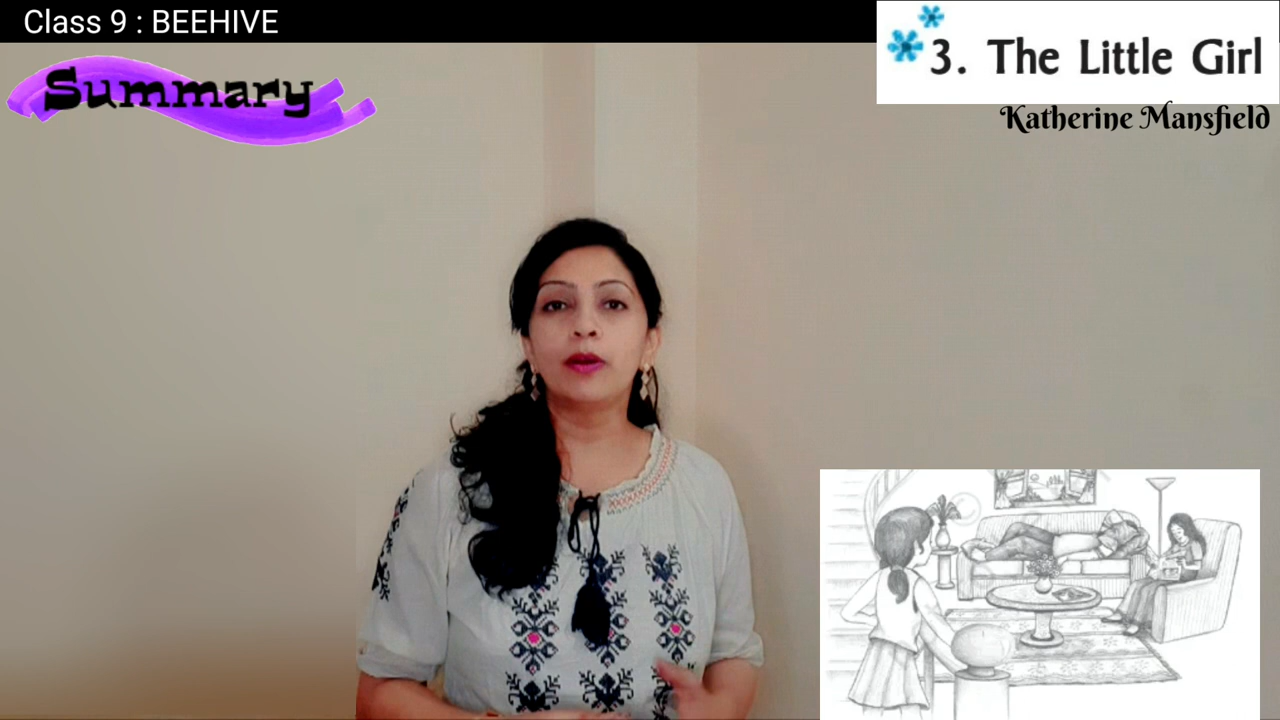 Class 9 : BEEHIVE
3. The Little Girl
Summary
Katherine Mansfield